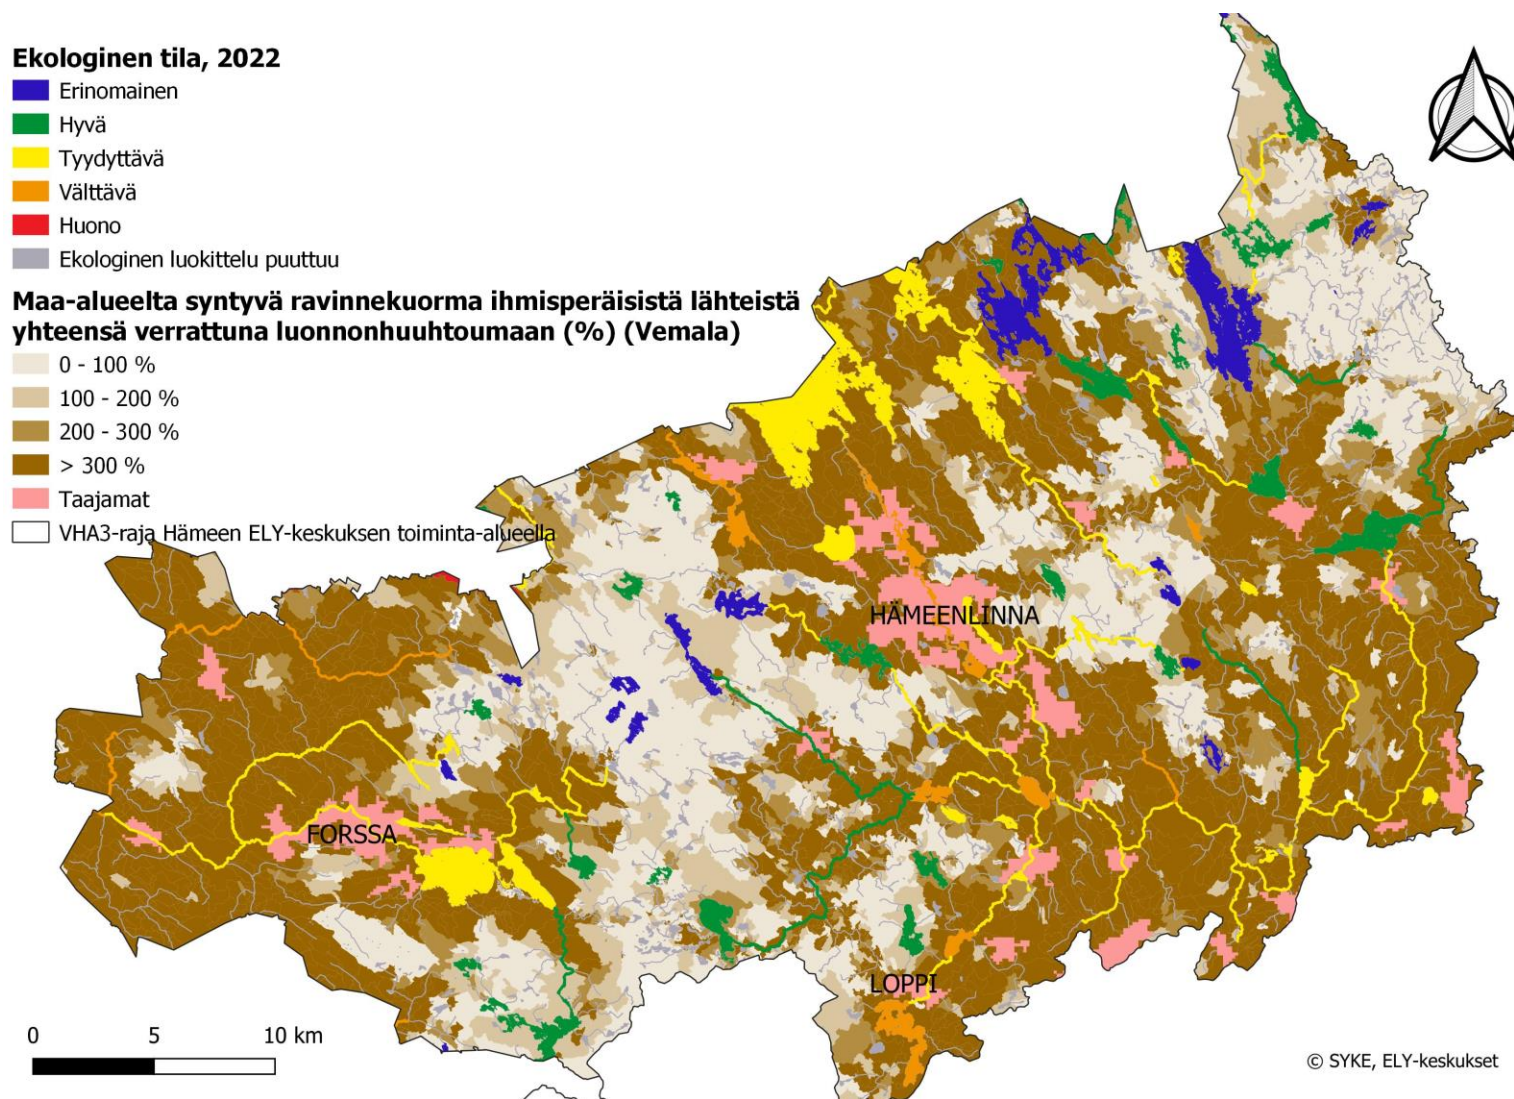 Ekologinen tila, 2022
Erinomainen
Hyvä
Tyydyttävä
Välttävä
Huono
Ekologinen luokittelu puuttuu
Maa-alueelta syntyvä ravinnekuorma ihmisperäisistä lähteistä
yhteensä verrattuna luonnonhuuhtoumaan (%) (Vemala)
0 - 100 %
100 - 200 %
200 - 300 %
> 300 %
Taajamat
VHA3-raja Hämeen ELY-keskuksen toiminta-alueella
HÄMEENLINNA
FORSSA
LOPPI
0 5 10 km
© SYKE, ELY-keskukset